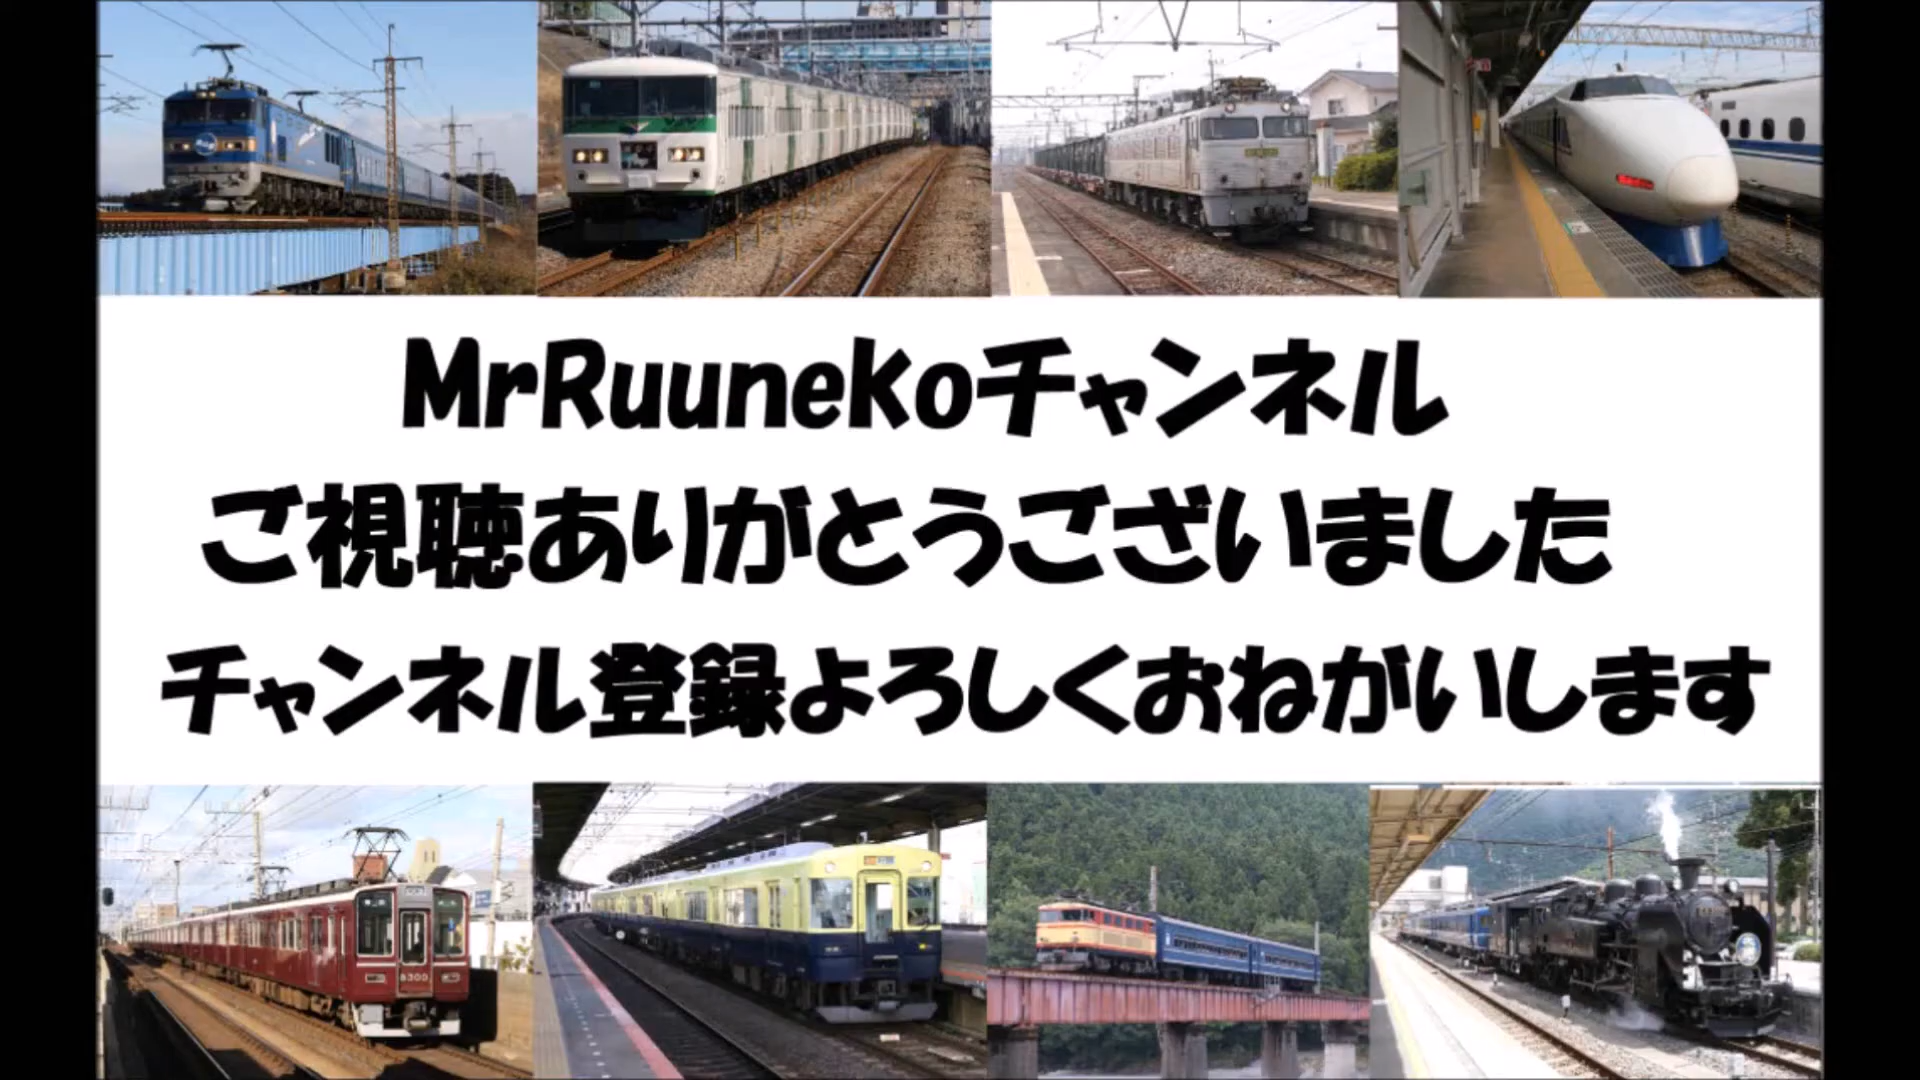 MrRuunekoチャンネル
ご視聴ありがとうございました
チャンネル登録よろしくおねがいします
8300